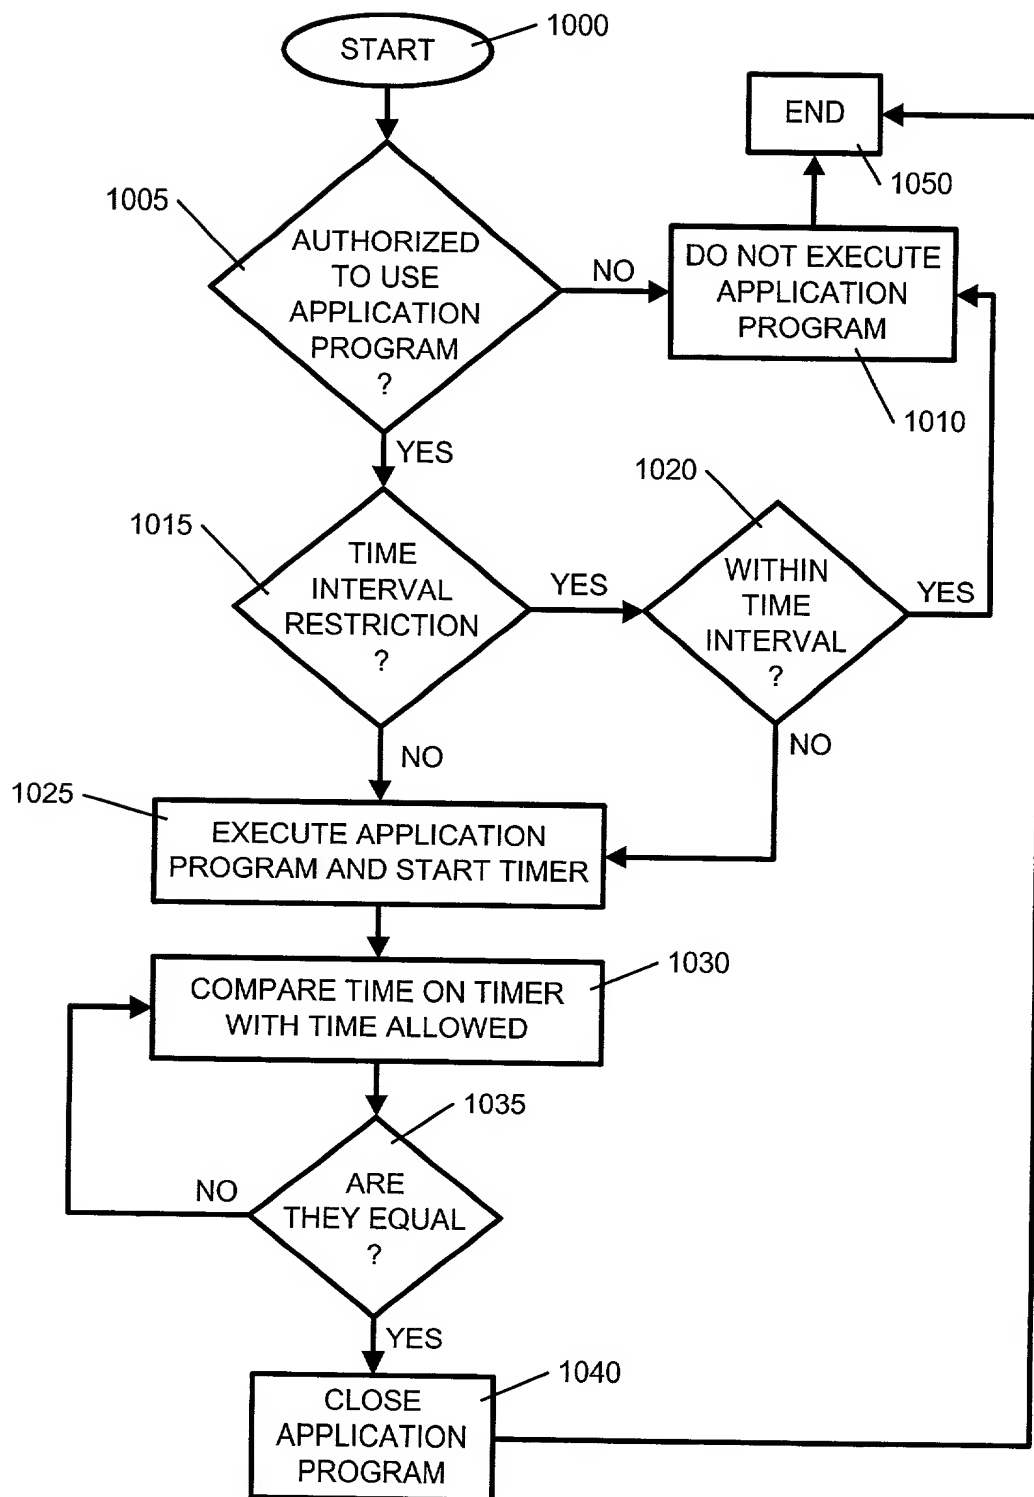 START
1000
END
1050
1005
AUTHORIZED
TO USE
APPLICATION
PROGRAM
?
NO
DO NOT EXECUTE
APPLICATION
PROGRAM
1010
YES
1015
TIME
INTERVAL
RESTRICTION
?
YES
1020
WITHIN
TIME
INTERVAL
?
YES
NO
NO
1025
EXECUTE APPLICATION
PROGRAM AND START TIMER
1030
COMPARE TIME ON TIMER
WITH TIME ALLOWED
1035
ARE
THEY EQUAL
?
NO
YES
1040
CLOSE
APPLICATION
PROGRAM